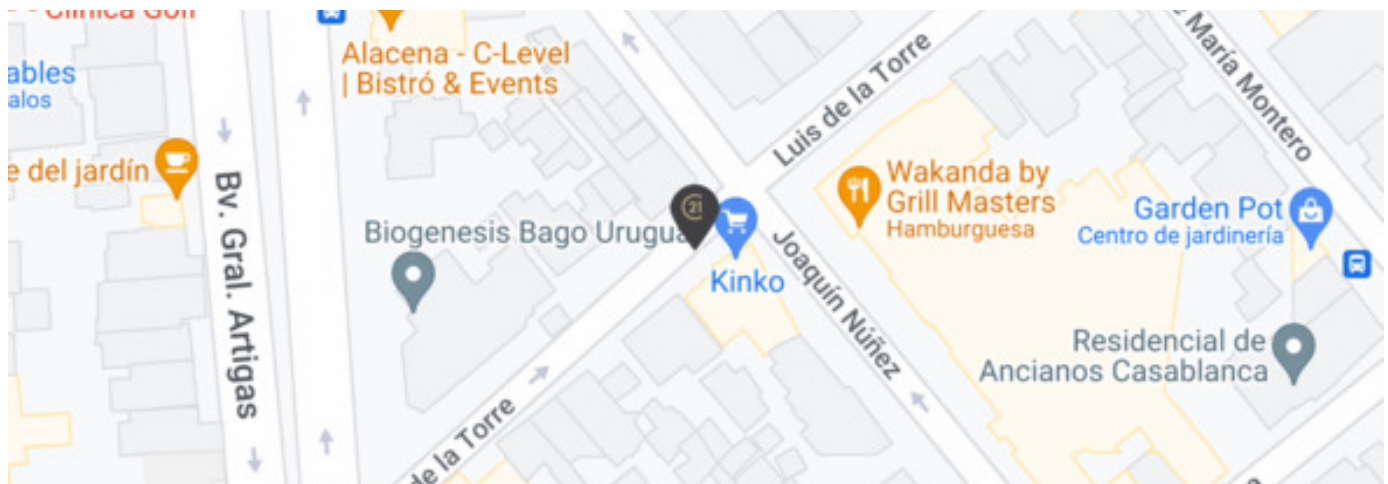 - Clínica Golf
Alacena - C-Level
| Bistró & Events
ables
alos
e del jardín
Bv. Gral. Artigas
Biogenesis Bago Urugua
21
Kinko
Luis de la Torre
Joaquín Núñez
Wakanda by
Grill Masters
Hamburguesa
María Montero
Garden Pot
Centro de jardinería
Residencial de
Ancianos Casablanca
de la Torre